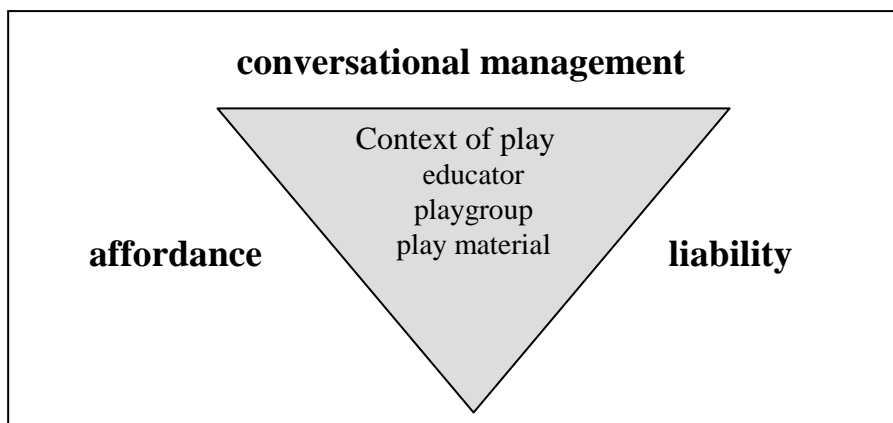 conversational management
Context of play
educator
playgroup
play material
affordance
liability